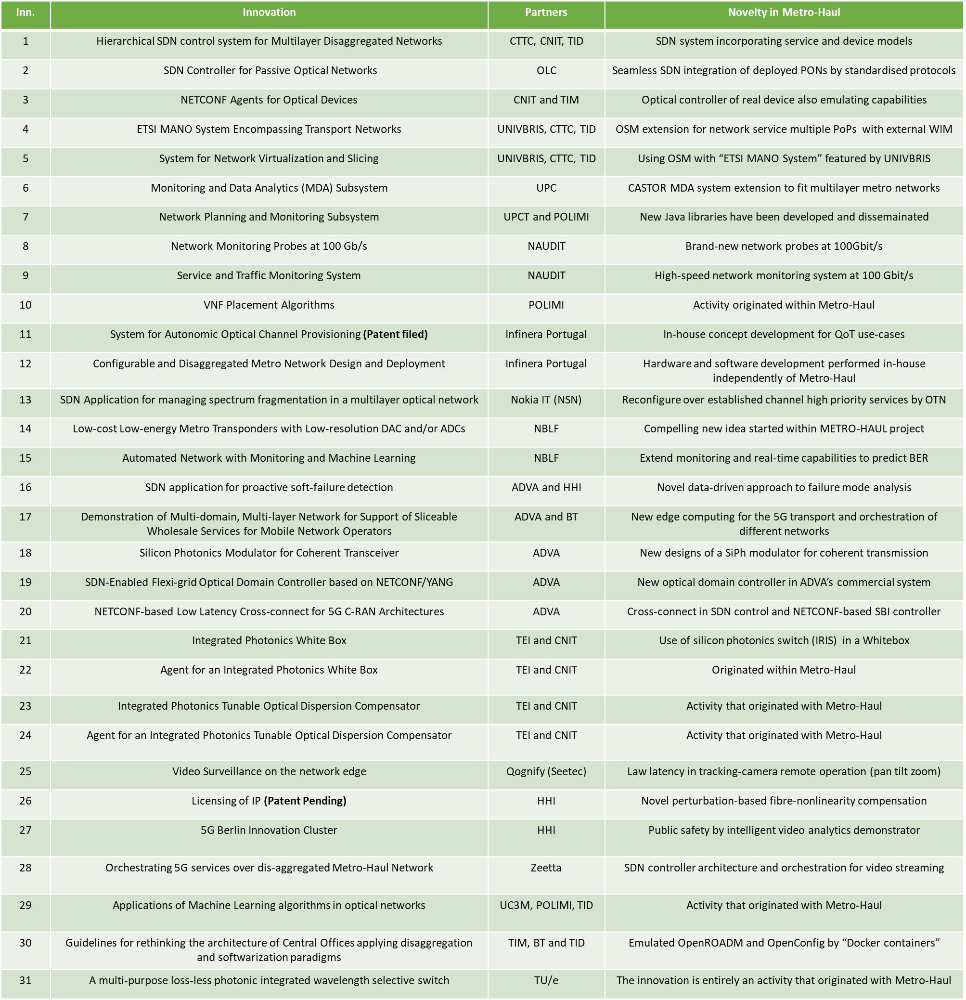 Inn. Innovation Partners Novelty in Metro-Haul
1 Hierarchical SDN control system for Multilayer Disaggregated Networks CTTC, CNIT, TID SDN system incorporating service and device models
2 SDN Controller for Passive Optical Networks OLC Seamless SDN integration of deployed PONs by standardised protocols
3 NETCONF Agents for Optical Devices CNIT and TIM Optical controller of real device also emulating capabilities
4 ETSI MANO System Encompassing Transport Networks UNIVBRIS, CTTC, TID OSM extension for network service multiple PoPs with external WIM
5 System for Network Virtualization and Slicing UNIVBRIS, CTTC, TID Using OSM with “ETSI MANO System” featured by UNIVBRIS
6 Monitoring and Data Analytics (MDA) Subsystem UPC CASTOR MDA system extension to fit multilayer metro networks
7 Network Planning and Monitoring Subsystem UPCT and POLIMI New Java libraries have been developed and dissemainated
8 Network Monitoring Probes at 100 Gb/s NAUDIT Brand-new network probes at 100Gbit/s
9 Service and Traffic Monitoring System NAUDIT High-speed network monitoring system at 100 Gbit/s
10 VNF Placement Algorithms POLIMI Activity originated within Metro-Haul
11 System for Autonomic Optical Channel Provisioning (Patent filed) Infinera Portugal In-house concept development for QoT use-cases
12 Configurable and Disaggregated Metro Network Design and Deployment Infinera Portugal Hardware and software development performed in-house
independently of Metro-Haul
13 SDN Application for managing spectrum fragmentation in a multilayer optical network Nokia IT (NSN) Reconfigure over established channel high priority services by OTN
14 Low-cost Low-energy Metro Transponders with Low-resolution DAC and/or ADCs NBLF Compelling new idea started within METRO-HAUL project
15 Automated Network with Monitoring and Machine Learning NBLF Extend monitoring and real-time capabilities to predict BER
16 SDN application for proactive soft-failure detection ADVA and HHI Novel data-driven approach to failure mode analysis
17 Demonstration of Multi-domain, Multi-layer Network for Support of Sliceable ADVA and BT New edge computing for the 5G transport and orchestration of
Wholesale Services for Mobile Network Operators different networks
18 Silicon Photonics Modulator for Coherent Transceiver ADVA New designs of a SiPh modulator for coherent transmission
19 SDN-Enabled Flexi-grid Optical Domain Controller based on NETCONF/YANG ADVA New optical domain controller in ADVA’s commercial system
20 NETCONF-based Low Latency Cross-connect for 5G C-RAN Architectures ADVA Cross-connect in SDN control and NETCONF-based SBI controller
21 Integrated Photonics White Box TEI and CNIT Use of silicon photonics switch (IRIS) in a Whitebox
22 Agent for an Integrated Photonics White Box TEI and CNIT Originated within Metro-Haul
23 Integrated Photonics Tunable Optical Dispersion Compensator TEI and CNIT Activity that originated with Metro-Haul
24 Agent for an Integrated Photonics Tunable Optical Dispersion Compensator TEI and CNIT Activity that originated with Metro-Haul
25 Video Surveillance on the network edge Qognify (Seetec) Law latency in tracking-camera remote operation (pan tilt zoom)
26 Licensing of IP (Patent Pending) HHI Novel perturbation-based fibre-nonlinearity compensation
27 5G Berlin Innovation Cluster HHI Public safety by intelligent video analytics demonstrator
28 Orchestrating 5G services over dis-aggregated Metro-Haul Network Zeetta SDN controller architecture and orchestration for video streaming
29 Applications of Machine Learning algorithms in optical networks UC3M, POLIMI, TID Activity that originated with Metro-Haul
30 Guidelines for rethinking the architecture of Central Offices applying disaggregation TIM, BT and TID Emulated OpenROADM and OpenConfig by “Docker containers”
and softwarization paradigms
31 A multi-purpose loss-less photonic integrated wavelength selective switch TU/e The innovation is entirely an activity that originated with Metro-Haul